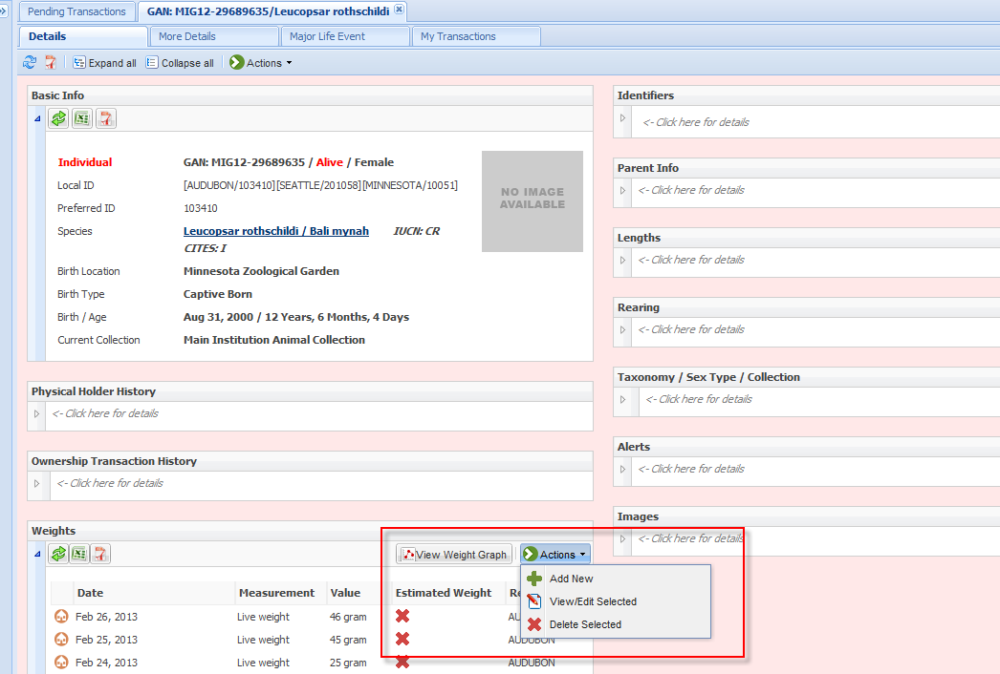 Pending Transactions
GAN: MIG12-29689635/Leucopsar rothschildi
Details
More Details
Major Life Event
My Transactions
Expand all
Collapse all
Actions
Basic Info
Individual
GAN: MIG12-29689635 / Alive / Female
Local ID
[AUDUBON/103410][SEATTLE/201058][MINNESOTA/10051]
Preferred ID
103410
Species
Leucopsar rothschildi / Bali mynah IUCN: CR
CITES: I
Birth Location
Minnesota Zoological Garden
Birth Type
Captive Born
Birth / Age
Aug 31, 2000 / 12 Years, 6 Months, 4 Days
Current Collection
Main Institution Animal Collection
NO IMAGE
AVAILABLE
Physical Holder History
<- Click here for details
Ownership Transaction History
<- Click here for details
Weights
View Weight Graph
Actions
Add New
View/Edit Selected
Delete Selected
Date Measurement Value Estimated Weight
Feb 26, 2013 Live weight 46 gram
Feb 25, 2013 Live weight 45 gram AUDUBON
Feb 24, 2013 Live weight 25 gram AUDUBON
Identifiers
<- Click here for details
Parent Info
<- Click here for details
Lengths
<- Click here for details
Rearing
<- Click here for details
Taxonomy / Sex Type / Collection
<- Click here for details
Alerts
<- Click here for details
Images
<- Click here for details